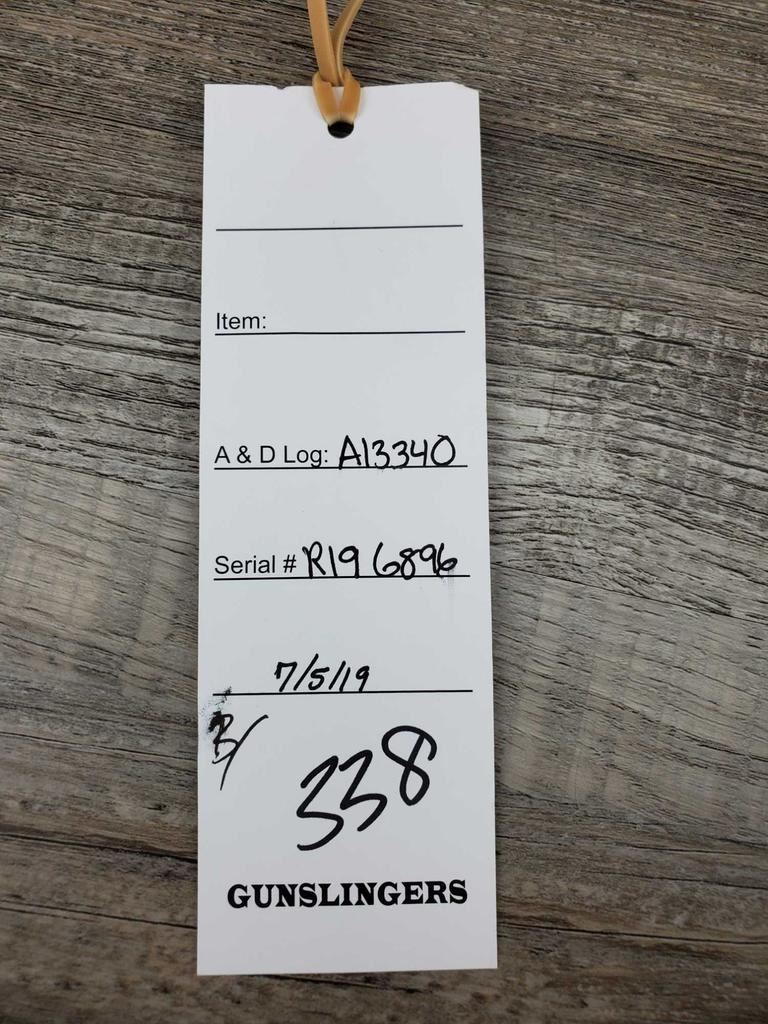 Item:
A & D Log: A13340
Serial # R196896
7/5/19
B/
338
GUNSLINGERS